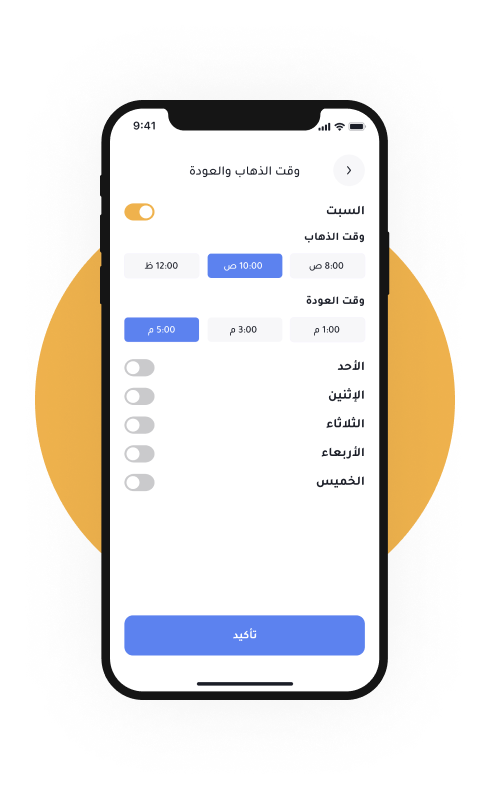 9:41
وقت الذهاب والعودة
السبت
وقت الذهاب
8:00 ص 10:00 ص 12:00 ظ
وقت العودة
1:00 م 3:00 م 5:00 م
الأحد
الإثنين
الثلاثاء
الأربعاء
الخميس
تأكيد